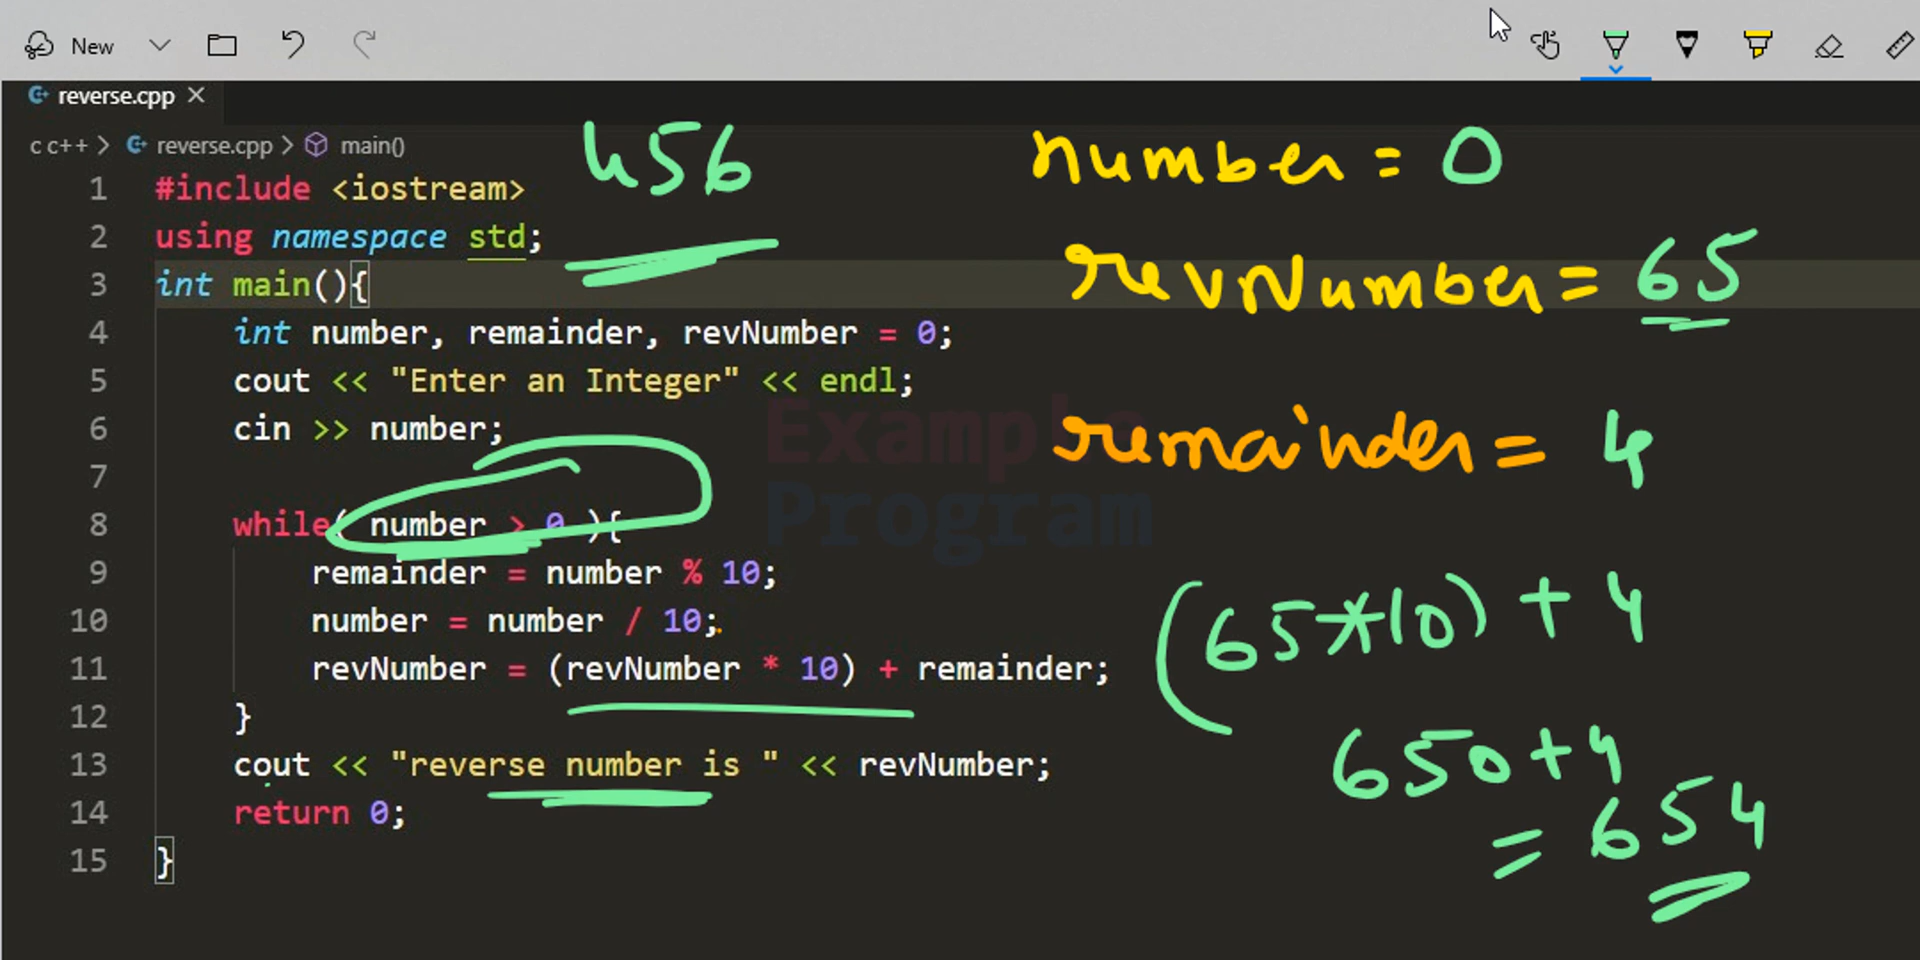 New
reverse.cpp
c c++ > reverse.cpp > main()
456
number = 0
1 #include <iostream>
2 using namespace std;
revNumber = 65
3 int main(){
4 int number, remainder, revNumber = 0;
5 cout << "Enter an Integer" << endl;
6 cin >> number;
Example
Program
remainder = 4
7
8 while( number > 0 ){
9 remainder = number % 10;
10 number = number / 10;
11 revNumber = (revNumber * 10) + remainder;
(65*10) + 4
12 }
13 cout << "reverse number is " << revNumber;
650+4
14 return 0;
= 654
15 }